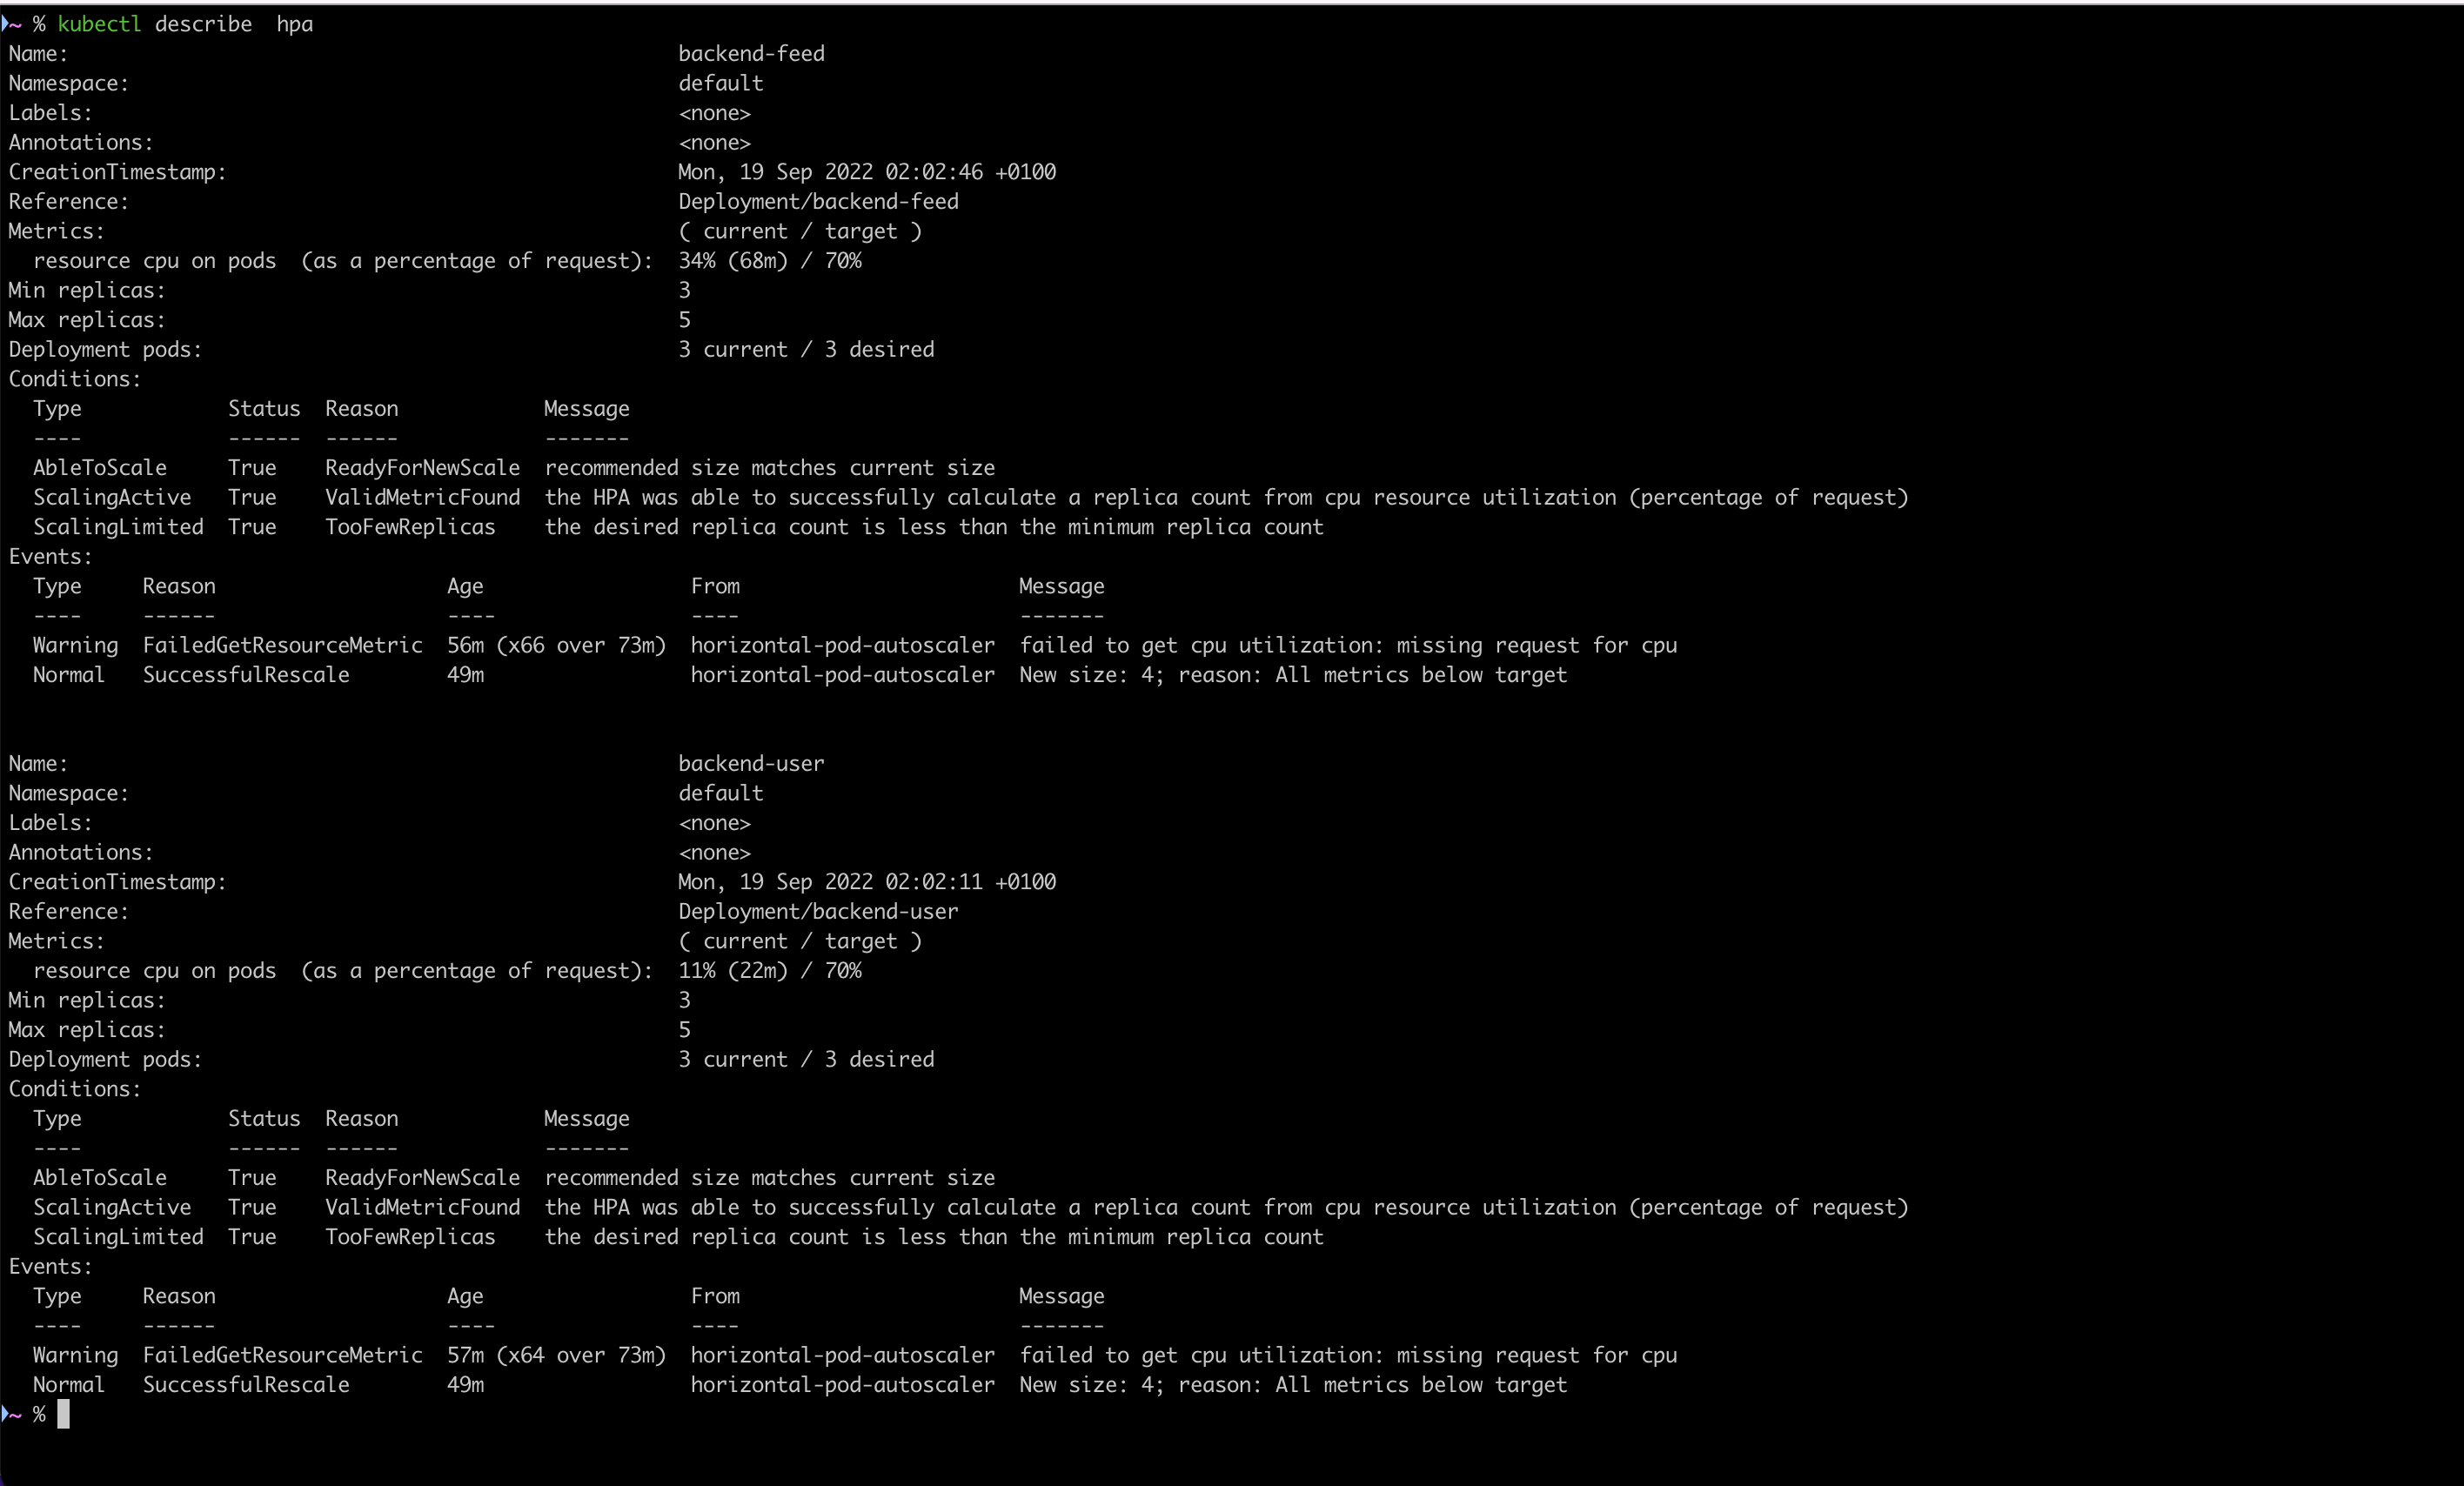 ~ % kubectl describe  hpa
Name:                                                  backend-feed
Namespace:                                             default
Labels:                                                <none>
Annotations:                                           <none>
CreationTimestamp:                                     Mon, 19 Sep 2022 02:02:46 +0100
Reference:                                             Deployment/backend-feed
Metrics:                                               ( current / target )
  resource cpu on pods  (as a percentage of request):  34% (68m) / 70%
Min replicas:                                          3
Max replicas:                                          5
Deployment pods:                                       3 current / 3 desired
Conditions:
  Type            Status  Reason            Message
  ----            ------  ------            -------
  AbleToScale     True    ReadyForNewScale  recommended size matches current size
  ScalingActive   True    ValidMetricFound  the HPA was able to successfully calculate a replica count from cpu resource utilization (percentage of request)
  ScalingLimited  True    TooFewReplicas    the desired replica count is less than the minimum replica count
Events:
  Type     Reason                   Age                 From                       Message
  ----     ------                   ----                ----                       -------
  Warning  FailedGetResourceMetric  56m (x66 over 73m)  horizontal-pod-autoscaler  failed to get cpu utilization: missing request for cpu
  Normal   SuccessfulRescale        49m                 horizontal-pod-autoscaler  New size: 4; reason: All metrics below target
Name:                                                  backend-user
Namespace:                                             default
Labels:                                                <none>
Annotations:                                           <none>
CreationTimestamp:                                     Mon, 19 Sep 2022 02:02:11 +0100
Reference:                                             Deployment/backend-user
Metrics:                                               ( current / target )
  resource cpu on pods  (as a percentage of request):  11% (22m) / 70%
Min replicas:                                          3
Max replicas:                                          5
Deployment pods:                                       3 current / 3 desired
Conditions:
  Type            Status  Reason            Message
  ----            ------  ------            -------
  AbleToScale     True    ReadyForNewScale  recommended size matches current size
  ScalingActive   True    ValidMetricFound  the HPA was able to successfully calculate a replica count from cpu resource utilization (percentage of request)
  ScalingLimited  True    TooFewReplicas    the desired replica count is less than the minimum replica count
Events:
  Type     Reason                   Age                 From                       Message
  ----     ------                   ----                ----                       -------
  Warning  FailedGetResourceMetric  57m (x64 over 73m)  horizontal-pod-autoscaler  failed to get cpu utilization: missing request for cpu
  Normal   SuccessfulRescale        49m                 horizontal-pod-autoscaler  New size: 4; reason: All metrics below target
~ %